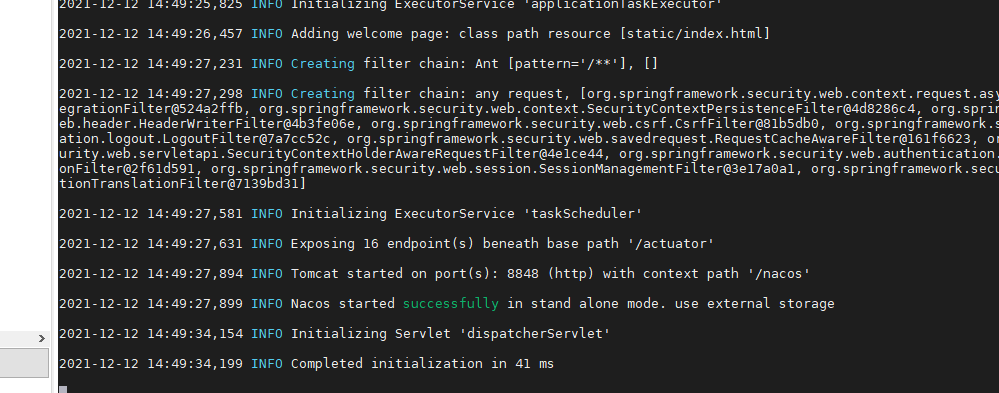 2021-12-12 14:49:25,825 INFO Initializing ExecutorService 'applicationTaskExecutor'
2021-12-12 14:49:26,457 INFO Adding welcome page: class path resource [static/index.html]
2021-12-12 14:49:27,231 INFO Creating filter chain: Ant [pattern='/**'], []
2021-12-12 14:49:27,298 INFO Creating filter chain: any request, [org.springframework.security.web.context.request.asy
egrationFilter@524a2ffb, org.springframework.security.web.context.SecurityContextPersistenceFilter@4d8286c4, org.sprin
eb.header.HeaderWriterFilter@4b3fe06e, org.springframework.security.web.csrf.CsrfFilter@81b5db0, org.springframework.s
ation.logout.LogoutFilter@7a7cc52c, org.springframework.security.web.savedrequest.RequestCacheAwareFilter@161f6623, or
urity.web.servletapi.SecurityContextHolderAwareRequestFilter@4e1ce44, org.springframework.security.web.authentication.
onFilter@2f61d591, org.springframework.security.web.session.SessionManagementFilter@3e17a0a1, org.springframework.secu
tionTranslationFilter@7139bd31]
2021-12-12 14:49:27,581 INFO Initializing ExecutorService 'taskScheduler'
2021-12-12 14:49:27,631 INFO Exposing 16 endpoint(s) beneath base path '/actuator'
2021-12-12 14:49:27,894 INFO Tomcat started on port(s): 8848 (http) with context path '/nacos'
2021-12-12 14:49:27,899 INFO Nacos started successfully in stand alone mode. use external storage
2021-12-12 14:49:34,154 INFO Initializing Servlet 'dispatcherServlet'
2021-12-12 14:49:34,199 INFO Completed initialization in 41 ms